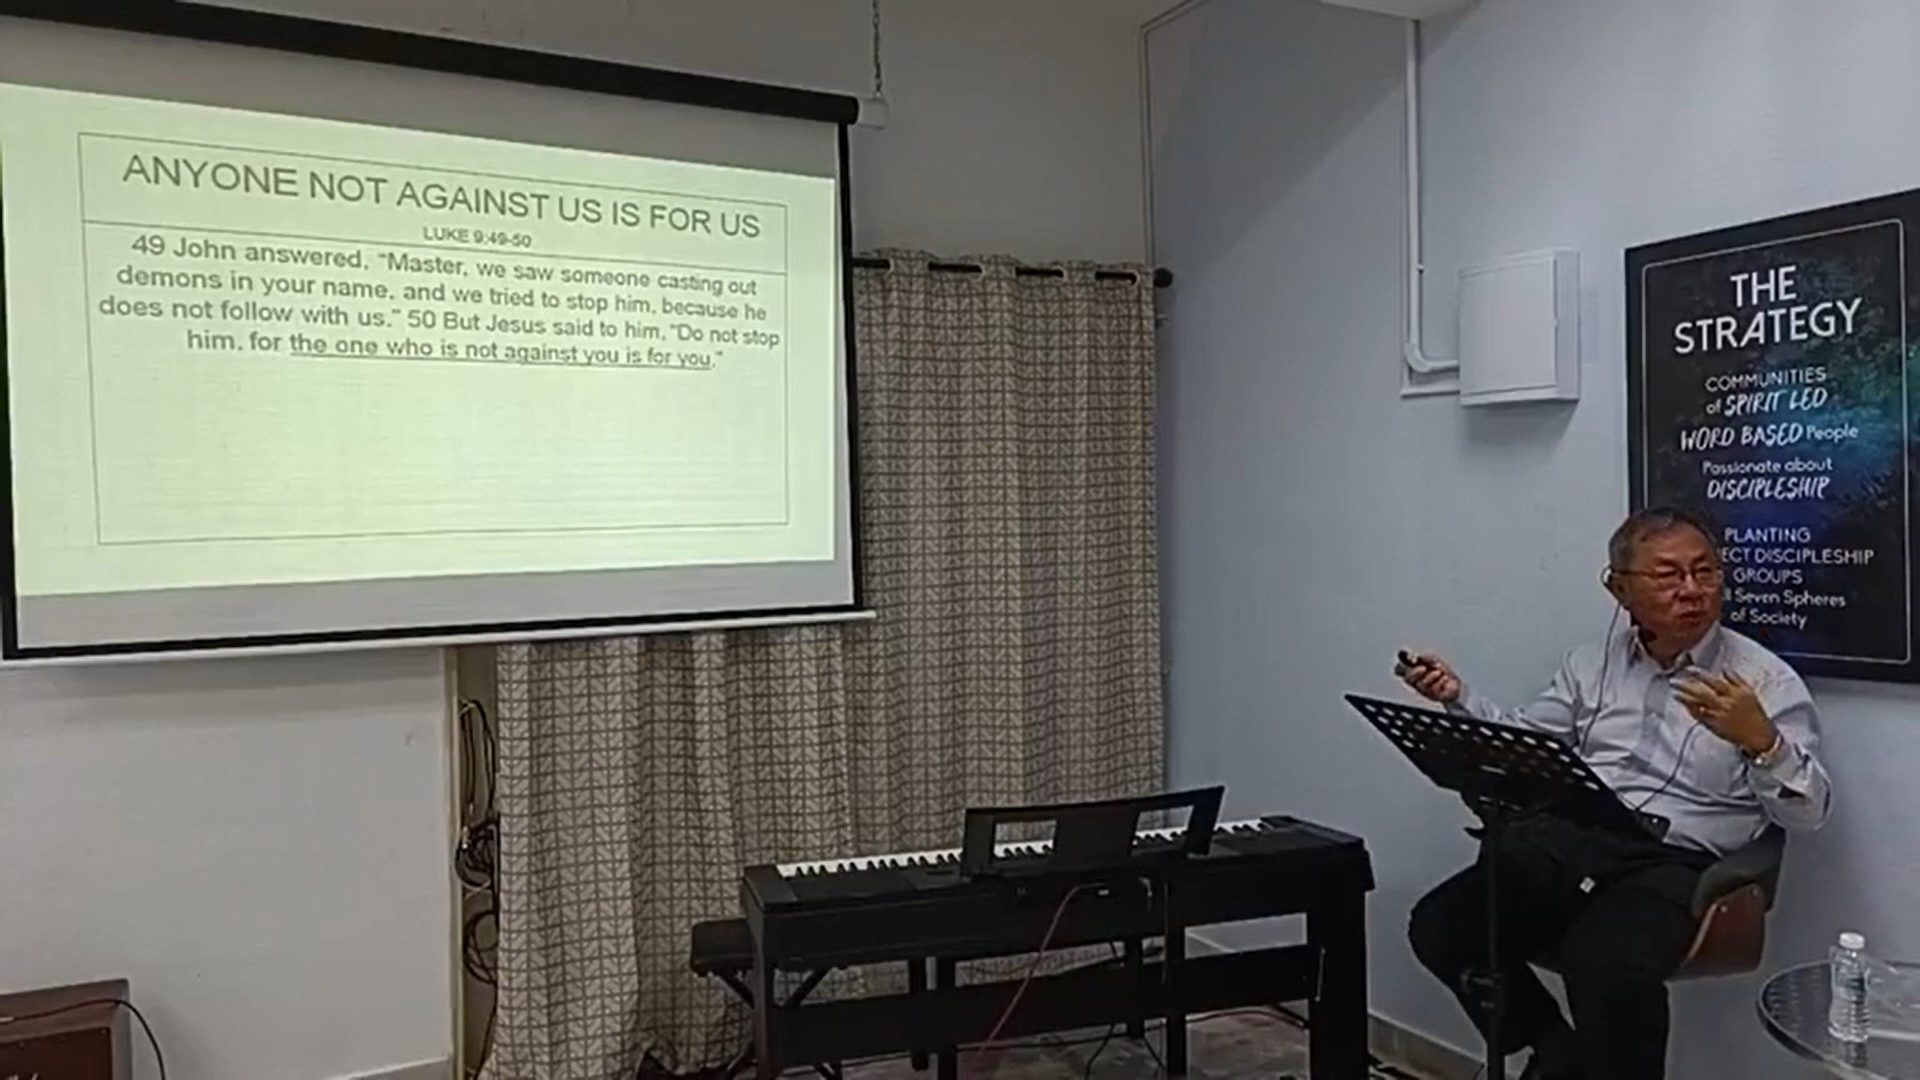 ANYONE NOT AGAINST US IS FOR US
LUKE 9:49-50
49 John answered, "Master, we saw someone casting out
demons in your name, and we tried to stop him, because he
does not follow with us." 50 But Jesus said to him, "Do not stop
him, for the one who is not against you is for you."
THE
STRATEGY
COMMUNITIES
of SPIRIT LED
WORD BASED People
Passionate about
DISCIPLESHIP
PLANTING
DISCIPLESHIP
GROUPS
Seven Spheres
of Society